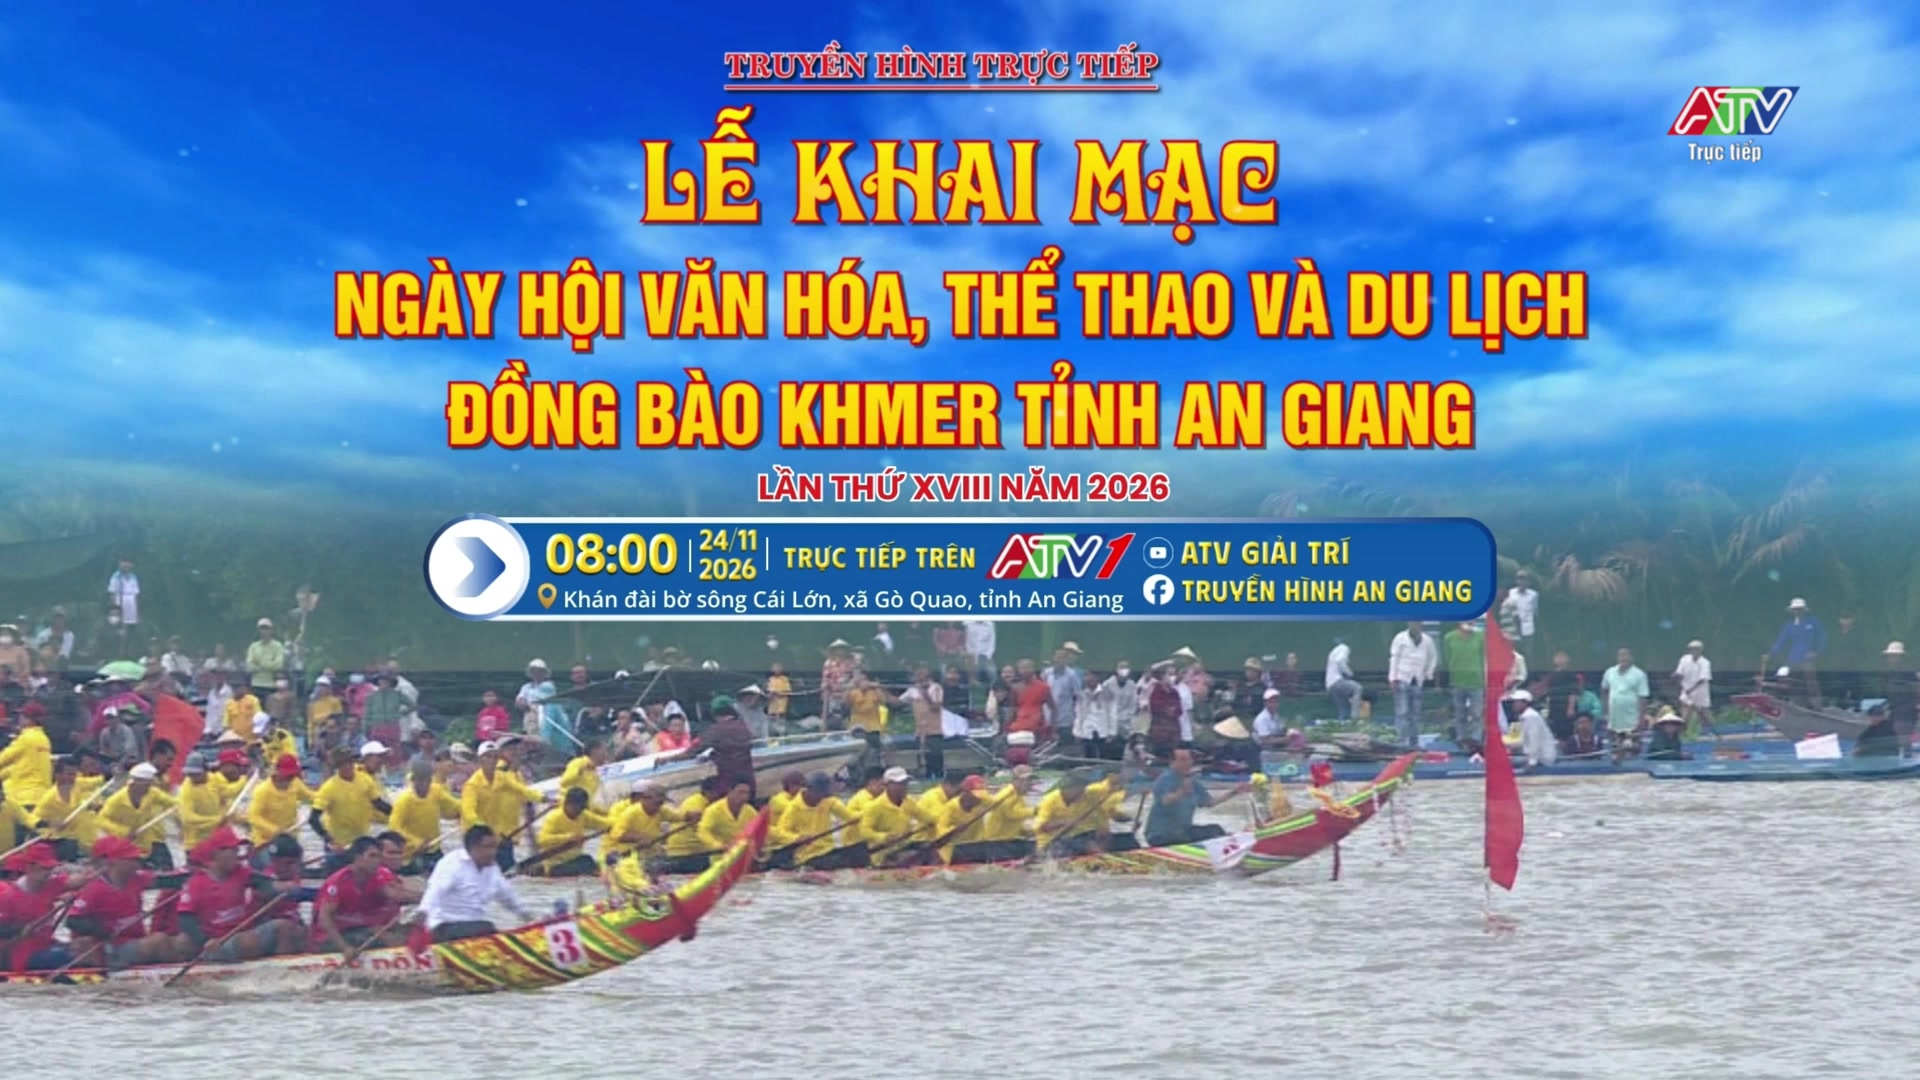 TRUYỀN HÌNH TRỰC TIẾP
ATV
Trực tiếp
LỄ KHAI MẠC
NGÀY HỘI VĂN HÓA, THỂ THAO VÀ DU LỊCH
ĐỒNG BÀO KHMER TỈNH AN GIANG
LẦN THỨ XVIII NĂM 2026
08:00 24/11 2026 TRỰC TIẾP TRÊN ATV1
Khán đài bờ sông Cái Lớn, xã Gò Quao, tỉnh An Giang
ATV GIẢI TRÍ
TRUYỀN HÌNH AN GIANG
3